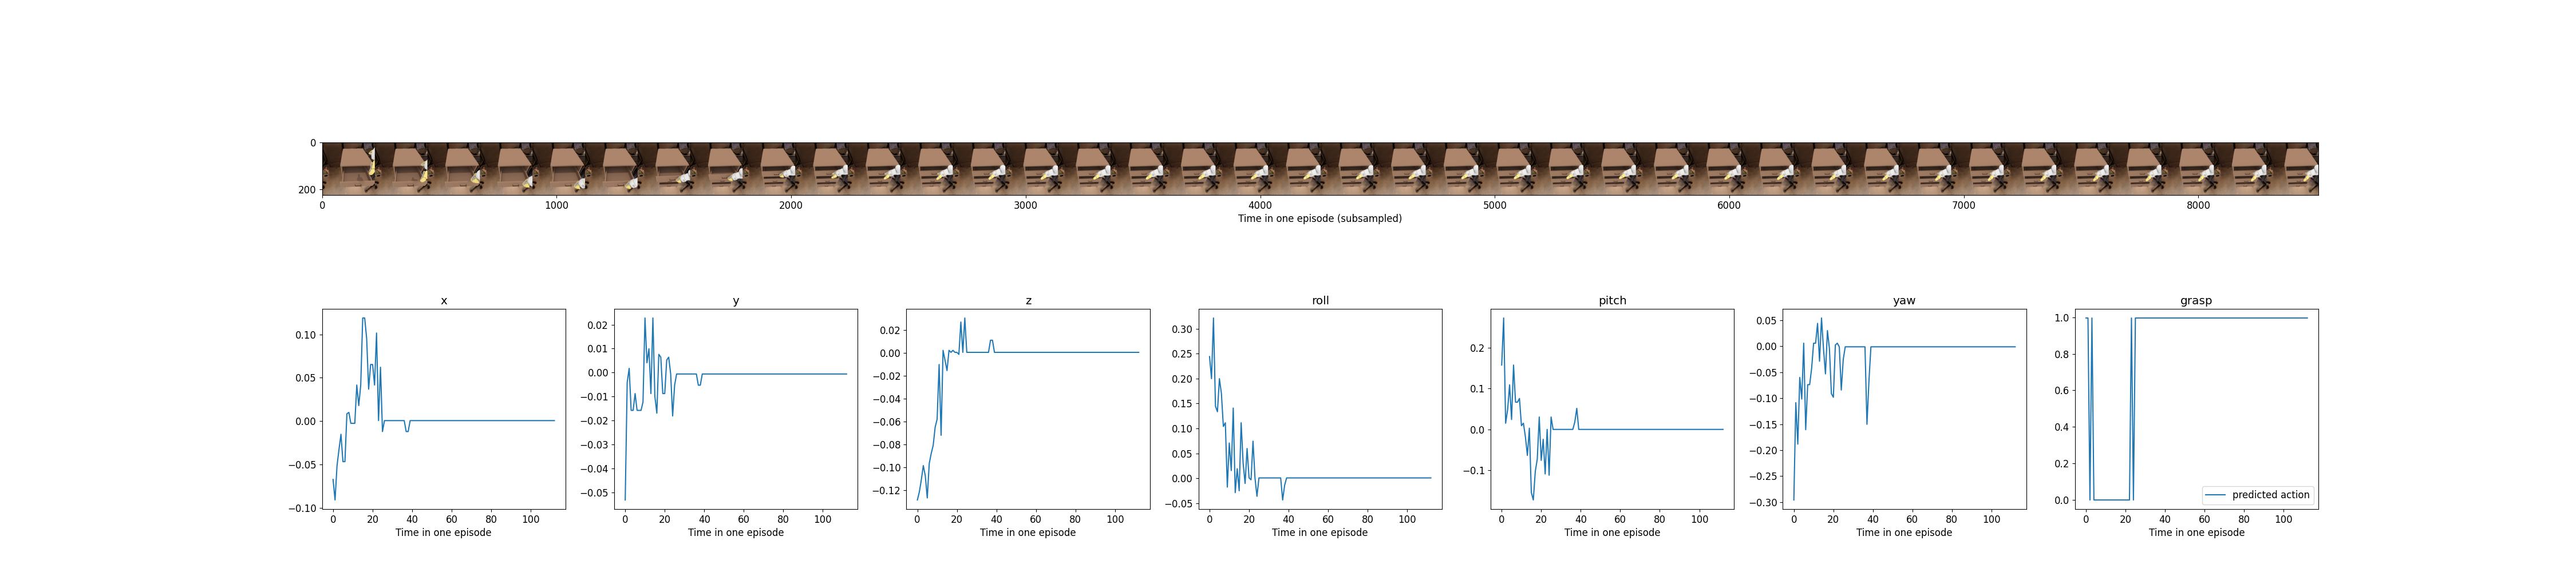 0
200
0 1000 2000 3000 4000 5000 6000 7000 8000
Time in one episode (subsampled)
x
0.10
0.05
0.00
−0.05
−0.10
0 20 40 60 80 100
Time in one episode
y
0.02
0.01
0.00
−0.01
−0.02
−0.03
−0.04
−0.05
0 20 40 60 80 100
Time in one episode
z
0.02
0.00
−0.02
−0.04
−0.06
−0.08
−0.10
−0.12
0 20 40 60 80 100
Time in one episode
roll
0.30
0.25
0.20
0.15
0.10
0.05
0.00
−0.05
0 20 40 60 80 100
Time in one episode
pitch
0.2
0.1
0.0
−0.1
0 20 40 60 80 100
Time in one episode
yaw
0.05
0.00
−0.05
−0.10
−0.15
−0.20
−0.25
−0.30
0 20 40 60 80 100
Time in one episode
grasp
1.0
0.8
0.6
0.4
0.2
0.0
predicted action
0 20 40 60 80 100
Time in one episode